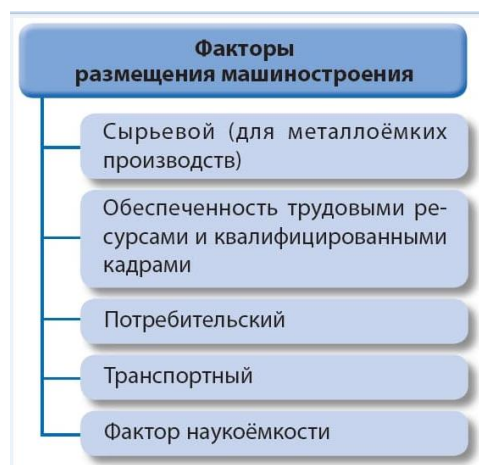 Факторы
размещения машиностроения
Сырьевой (для металлоёмких
производств)
Обеспеченность трудовыми ре-
сурсами и квалифицированными
кадрами
Потребительский
Транспортный
Фактор наукоёмкости